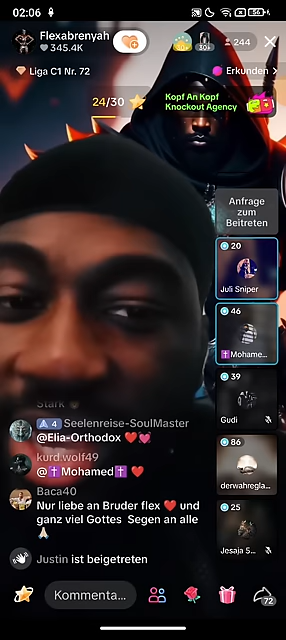 02:06
56
Flexabrenyah
345.4K
30+
244
Liga C1 Nr. 72
Erkunden
24/30
Kopf An Kopf
Knockout Agency
Anfrage
zum
Beitreten
20
Juli Sniper
46
Mohame...
39
Gudi
86
derwahregla...
25
Jesaja S...
Stark
4 Seelenreise-SoulMaster
@Elia-Orthodox ❤️💓
kurd.wolf49
@✝️Mohamed✝️ ❤️
Baca40
Nur liebe an Bruder flex ❤️ und
ganz viel Gottes Segen an alle
🙏🏻
Justin ist beigetreten
Kommenta...
72